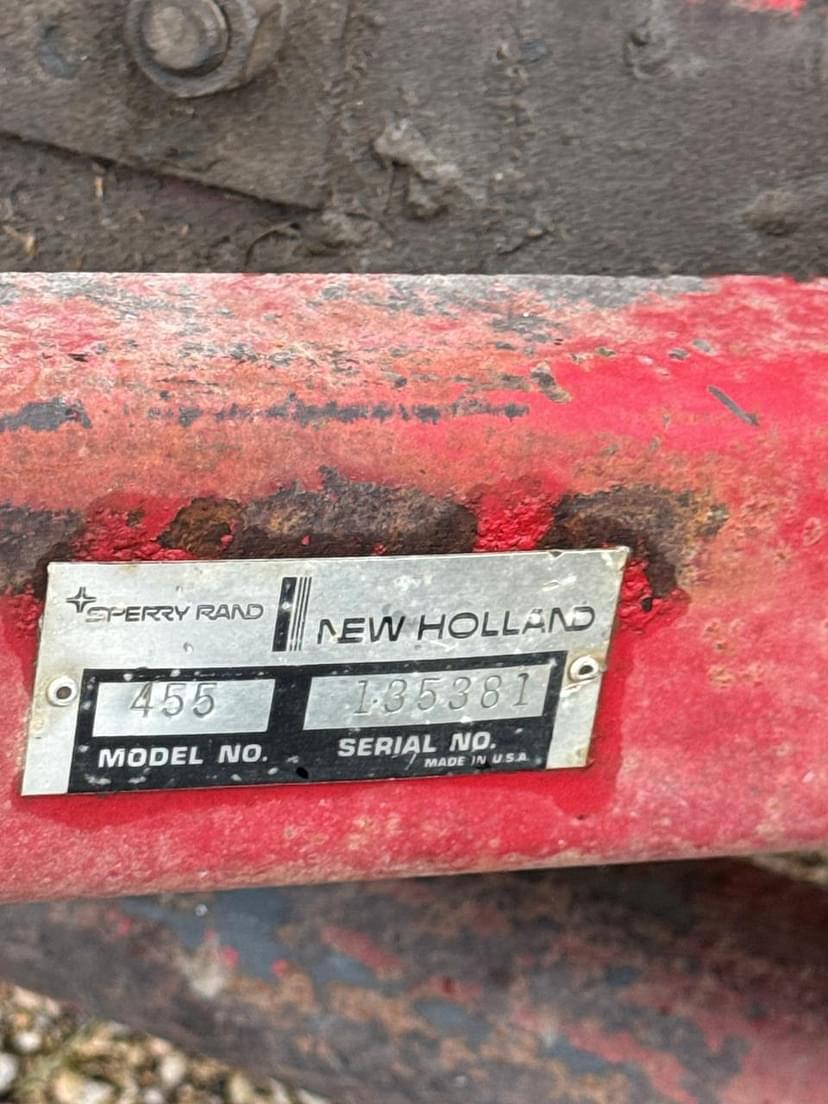 SPERRY RAND NEW HOLLAND
455 135381
MODEL NO. SERIAL NO.
MADE IN U.S.A.